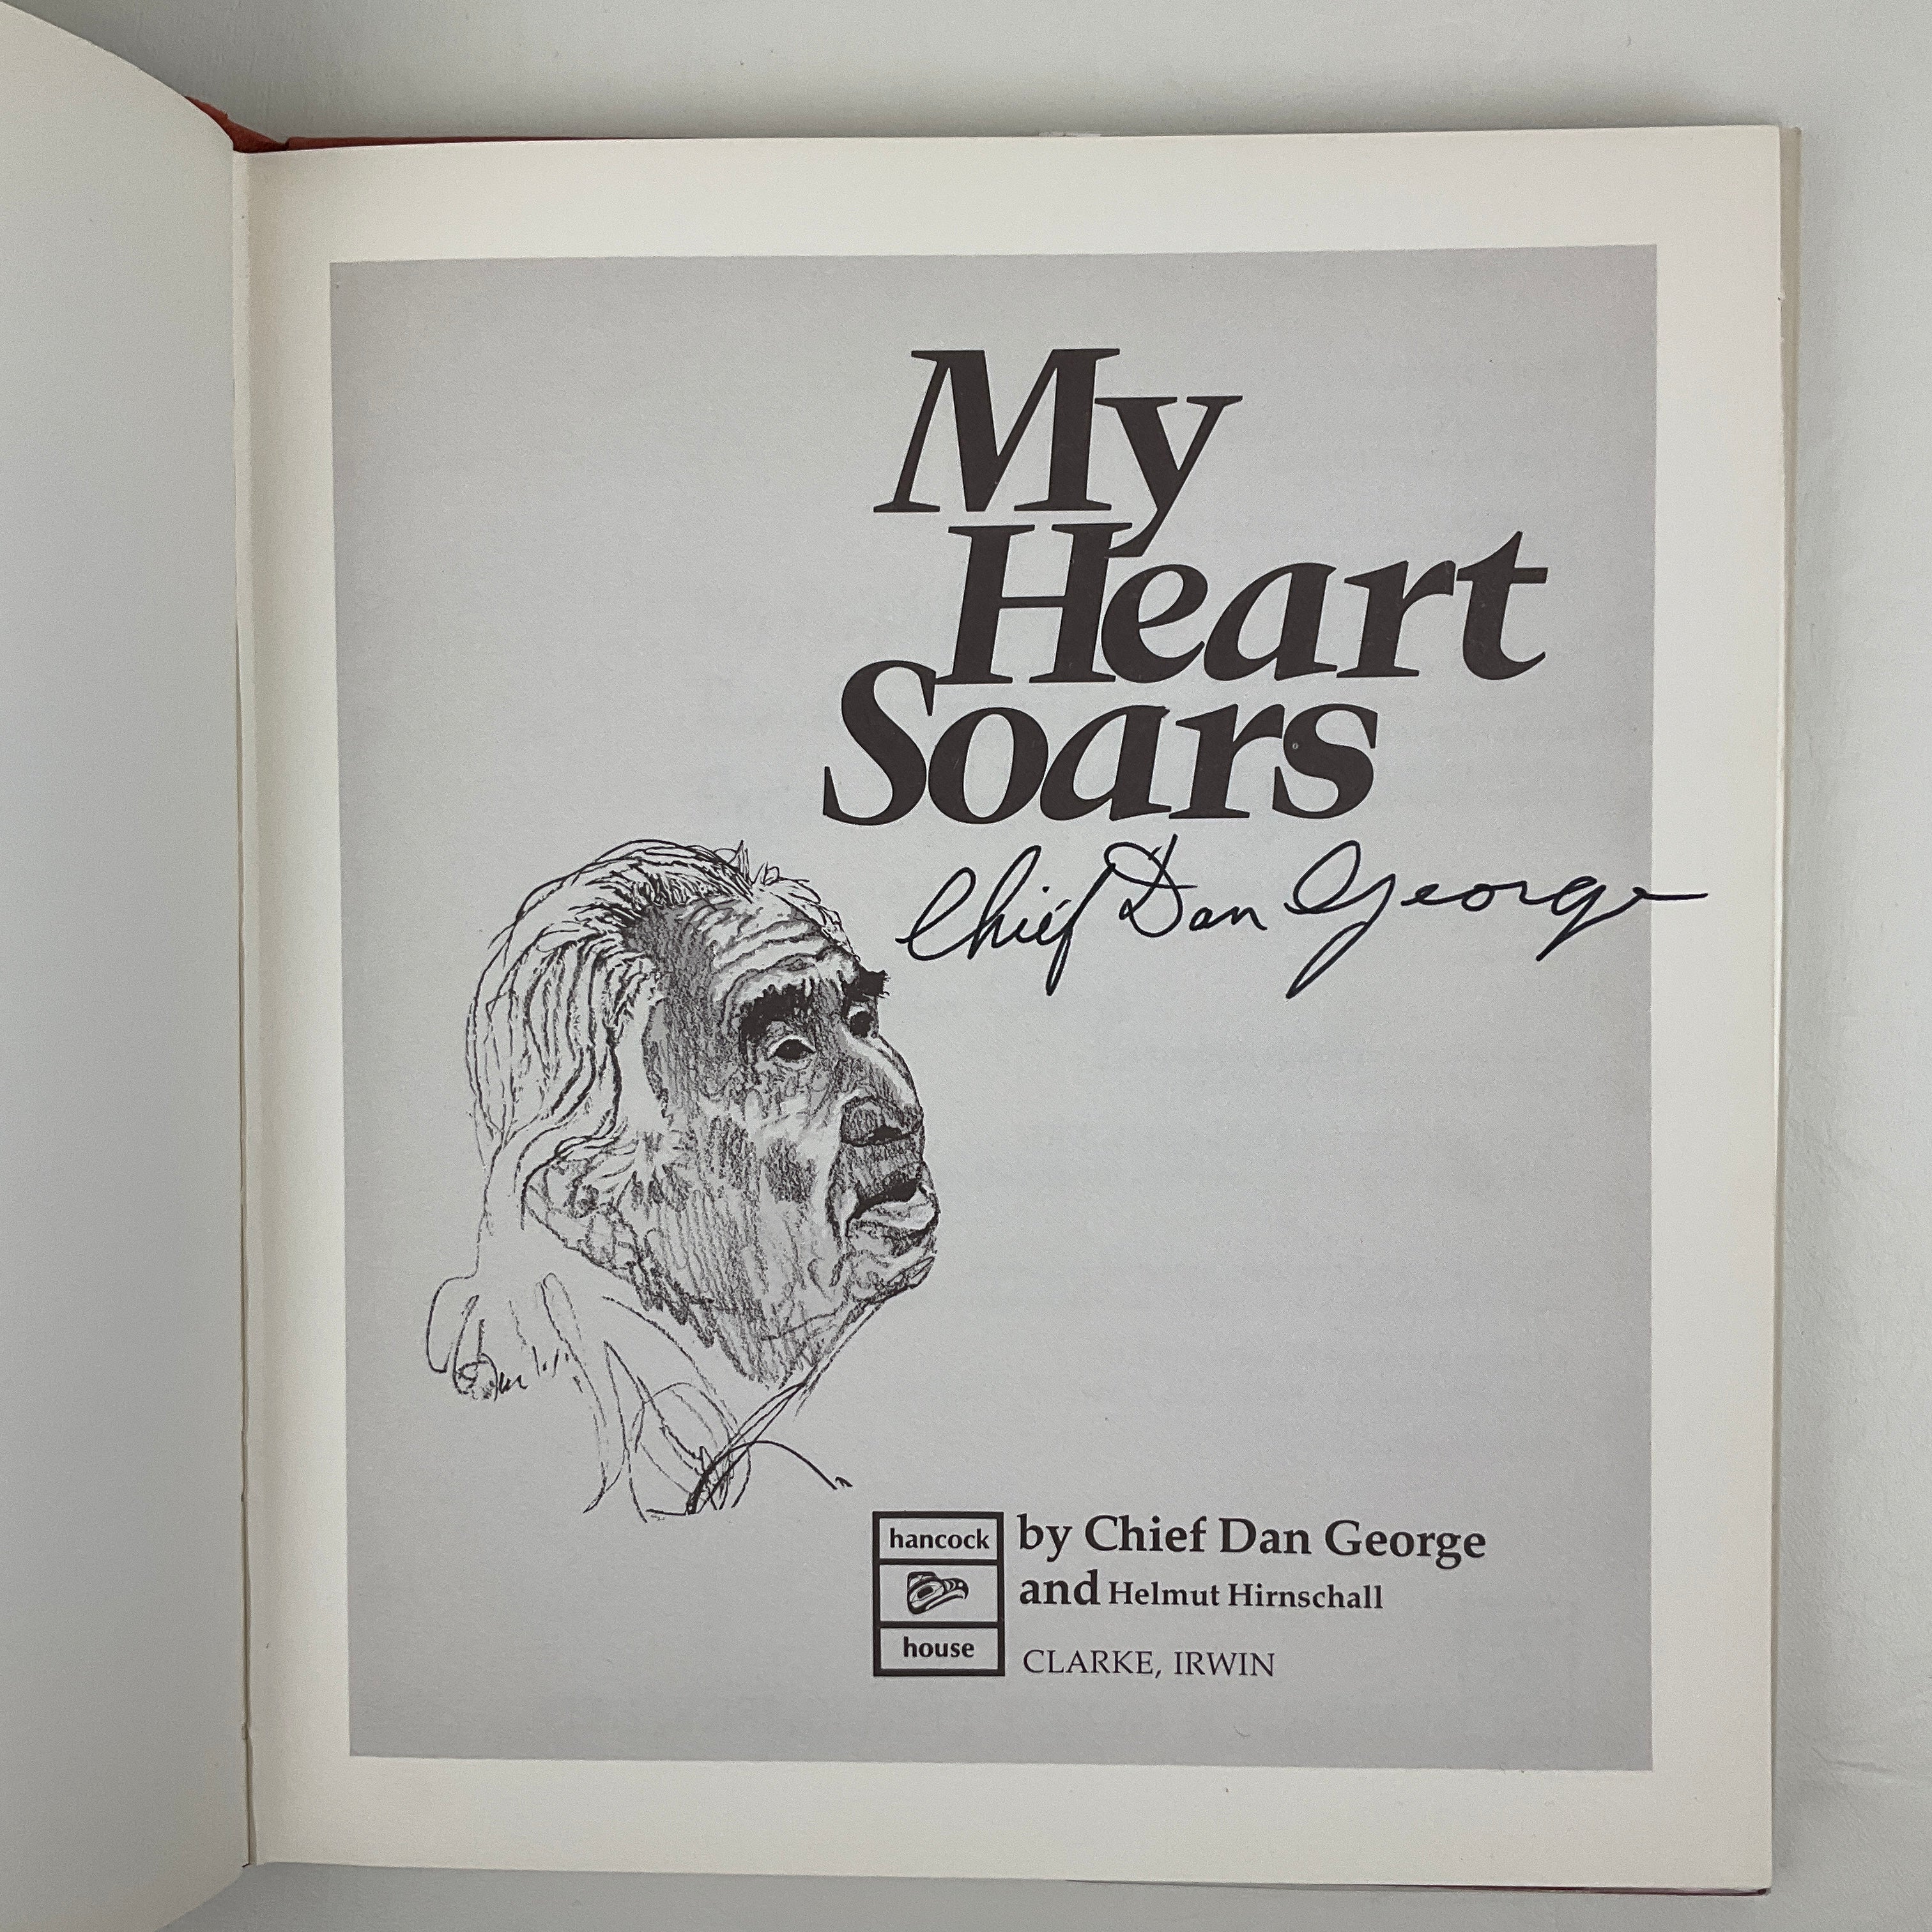 My
Heart
Soars
Chief Dan George
hancock
house
by Chief Dan George
and Helmut Hirnschall
CLARKE, IRWIN